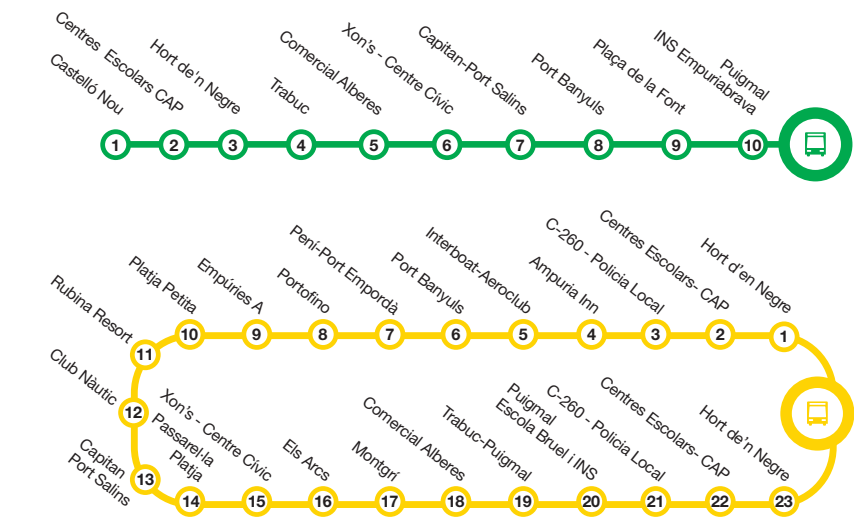 Castelló Nou
Centres Escolars CAP
Hort de'n Negre
Trabuc
Comercial Alberes
Xon's - Centre Cívic
Capitan-Port Salins
Port Banyuls
Plaça de la Font
INS Empuriabrava
Puigmal
1 2 3 4 5 6 7 8 9 10
Hort d'en Negre
Centres Escolars- CAP
C-260 - Policia Local
Ampuria Inn
Interboat-Aeroclub
Port Banyuls
Pení-Port Empordà
Portofino
Empúries A
Platja Petita
10 9 8 7 6 5 4 3 2 1
Rubina Resort
11
Club Nàutic
12
Capitan
Port Salins
13
Passarel·la
Platja
Xon's - Centre Cívic
Els Arcs
Montgrí
Comercial Alberes
Trabuc-Puigmal
Puigmal
Escola Bruel i INS
C-260 - Policia Local
Centres Escolars- CAP
Hort de'n Negre
14 15 16 17 18 19 20 21 22 23